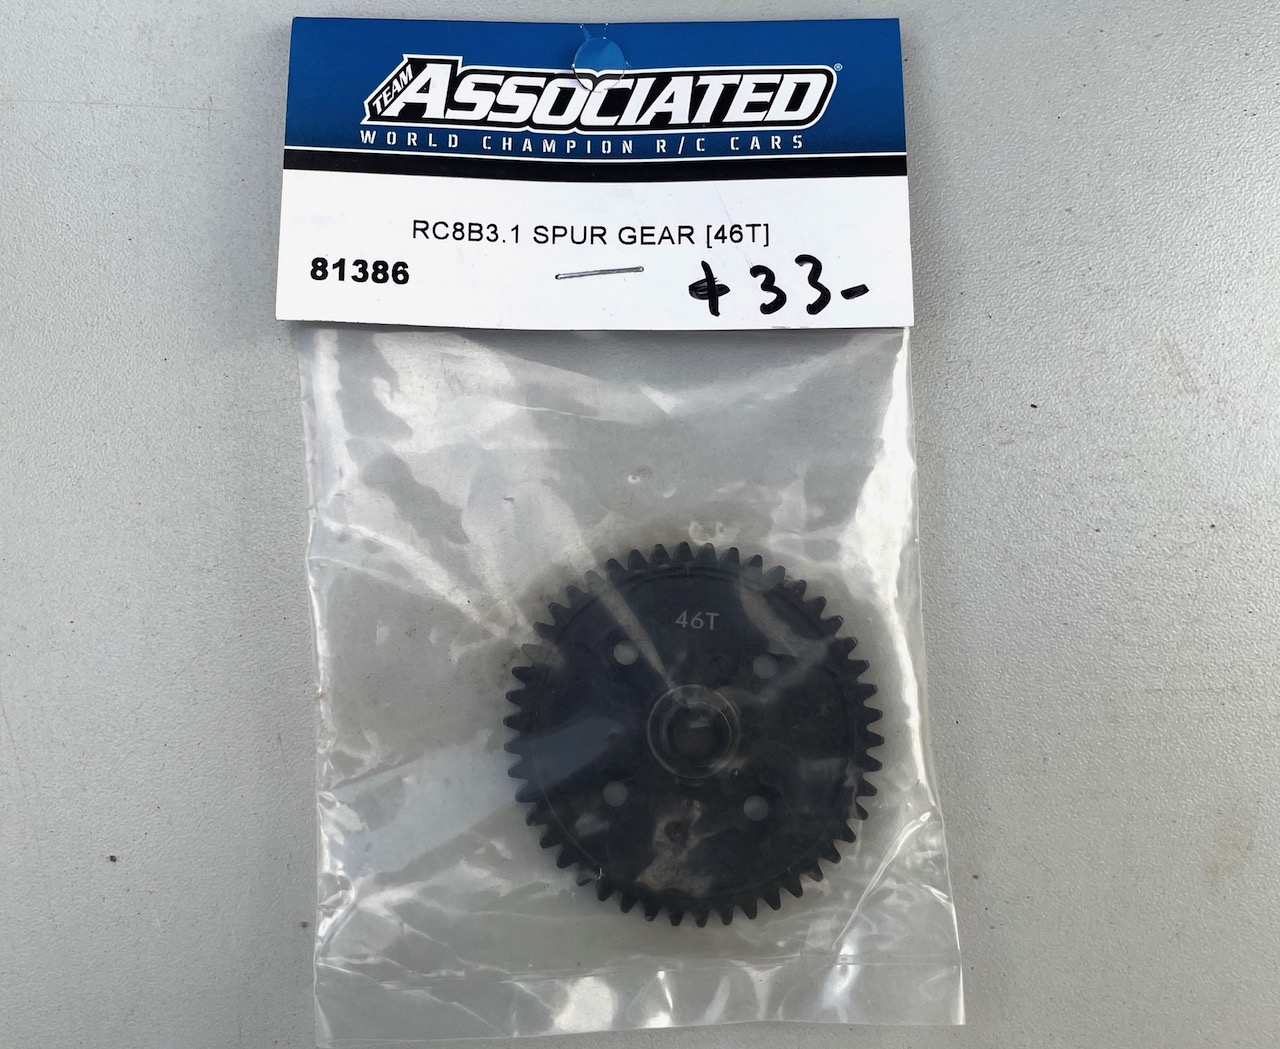 TEAM ASSOCIATED®
WORLD CHAMPION R/C CARS
RC8B3.1 SPUR GEAR [46T]
81386
33-
46T